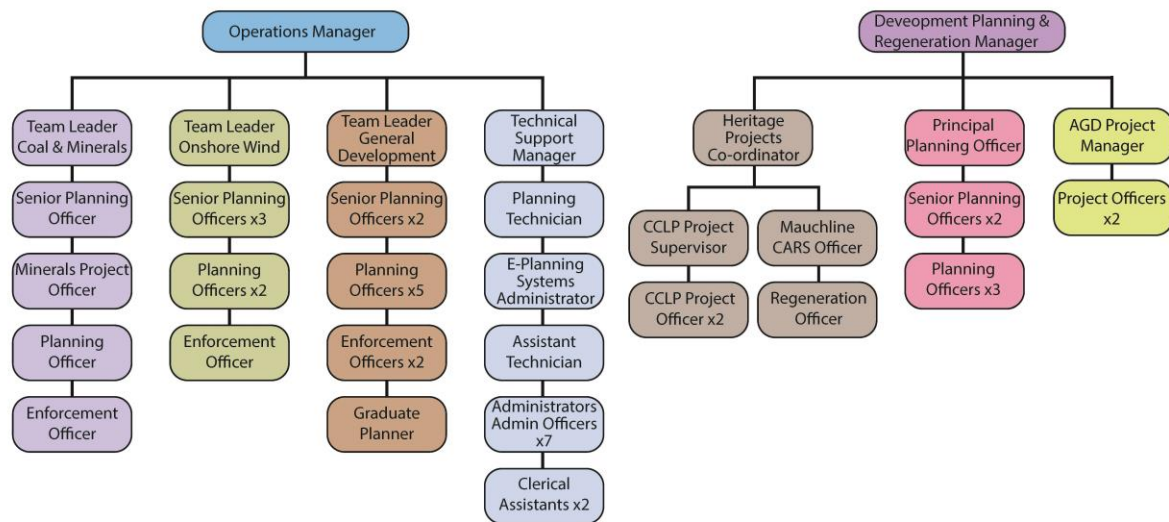 Operations Manager
Deveopment Planning &
Regeneration Manager
Team Leader
Coal & Minerals
Senior Planning
Officer
Minerals Project
Officer
Planning
Officer
Enforcement
Officer
Team Leader
Onshore Wind
Senior Planning
Officers x3
Planning
Officers x2
Enforcement
Officer
Team Leader
General
Development
Senior Planning
Officers x2
Planning
Officers x5
Enforcement
Officers x2
Graduate
Planner
Technical
Support
Manager
Planning
Technician
E-Planning
Systems
Administrator
Assistant
Technician
Administrators
Admin Officers
x7
Clerical
Assistants x2
Heritage
Projects
Co-ordinator
CCLP Project
Supervisor
CCLP Project
Officer x2
Mauchline
CARS Officer
Regeneration
Officer
Principal
Planning Officer
Senior Planning
Officers x2
Planning
Officers x3
AGD Project
Manager
Project Officers
x2